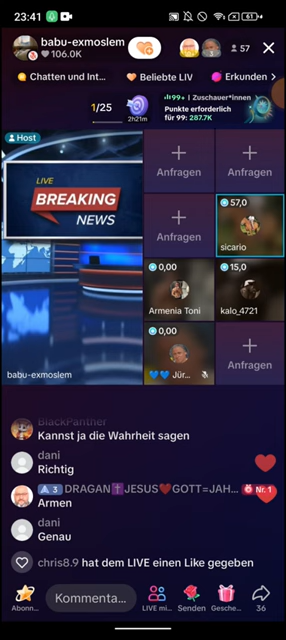 23:41
61
babu-exmoslem
106.0K
57
Chatten und Int...
Beliebte LIV
Erkunden
1/25
2h21m
99+ | Zuschauer*innen
Punkte erforderlich
für 99: 287.7K
Host
LIVE
BREAKING
NEWS
babu-exmoslem
Anfragen
Anfragen
Anfragen
57,0
sicario
0,00
Armenia Toni
15,0
kalo_4721
0,00
Jür...
Anfragen
BlackPanther
Kannst ja die Wahrheit sagen
dani
Richtig
3 DRAGAN✝️JESUS❤️GOTT=JAH... Nr. 1
Armen
dani
Genau
chris8.9 hat dem LIVE einen Like gegeben
Abonn...
Kommenta...
LIVE mi...
Senden
Gesche...
36